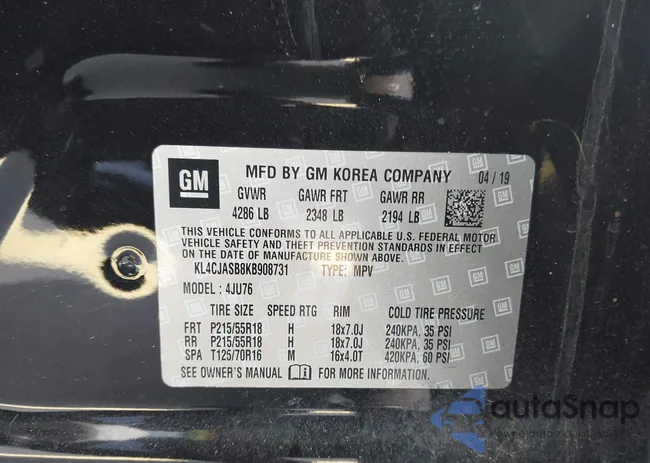 GM
MFD BY GM KOREA COMPANY 04 / 19
GVWR GAWR FRT GAWR RR
4286 LB 2348 LB 2194 LB
THIS VEHICLE CONFORMS TO ALL APPLICABLE U.S. FEDERAL MOTOR
VEHICLE SAFETY AND THEFT PREVENTION STANDARDS IN EFFECT
ON THE DATE OF MANUFACTURE SHOWN ABOVE.
KL4CJASB8KB908731 TYPE: MPV
MODEL : 4JU76
TIRE SIZE SPEED RTG RIM COLD TIRE PRESSURE
FRT P215/55R18 H 18x7.0J 240KPA, 35 PSI
RR P215/55R18 H 18x7.0J 240KPA, 35 PSI
SPA T125/70R16 M 16x4.0T 420KPA, 60 PSI
SEE OWNER'S MANUAL FOR MORE INFORMATION.
autoSnap